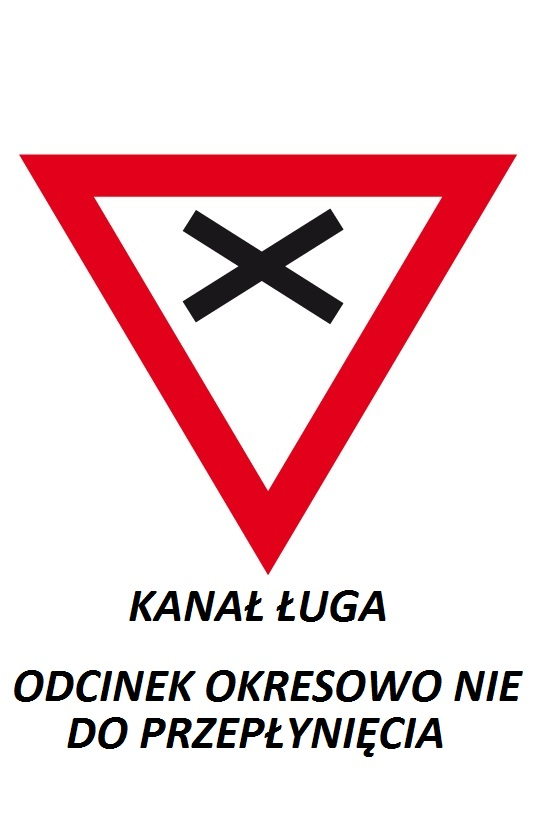 KANAŁ ŁUGA
ODCINEK OKRESOWO NIE
DO PRZEPŁYNIĘCIA